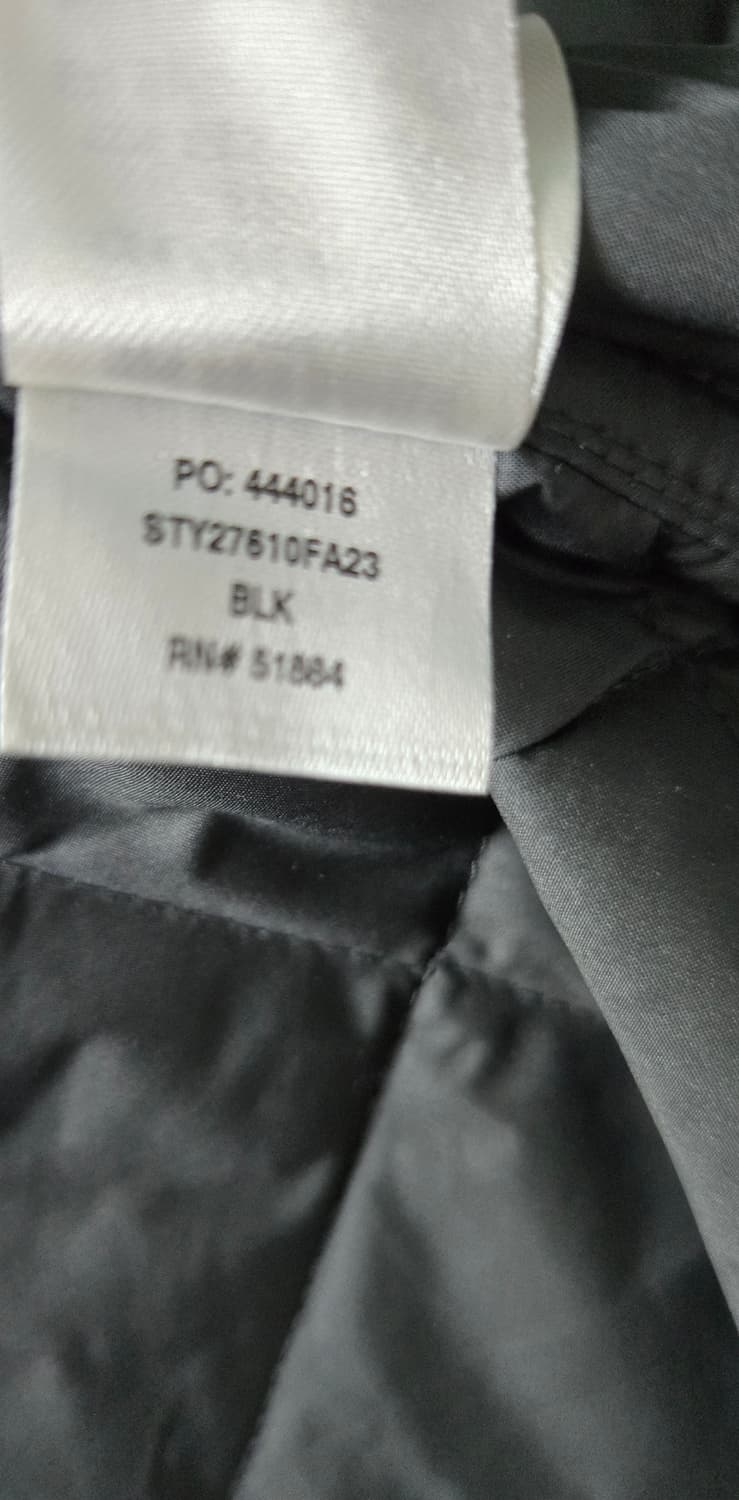 PO: 444016
STY27610FA23
BLK
RN# 51884